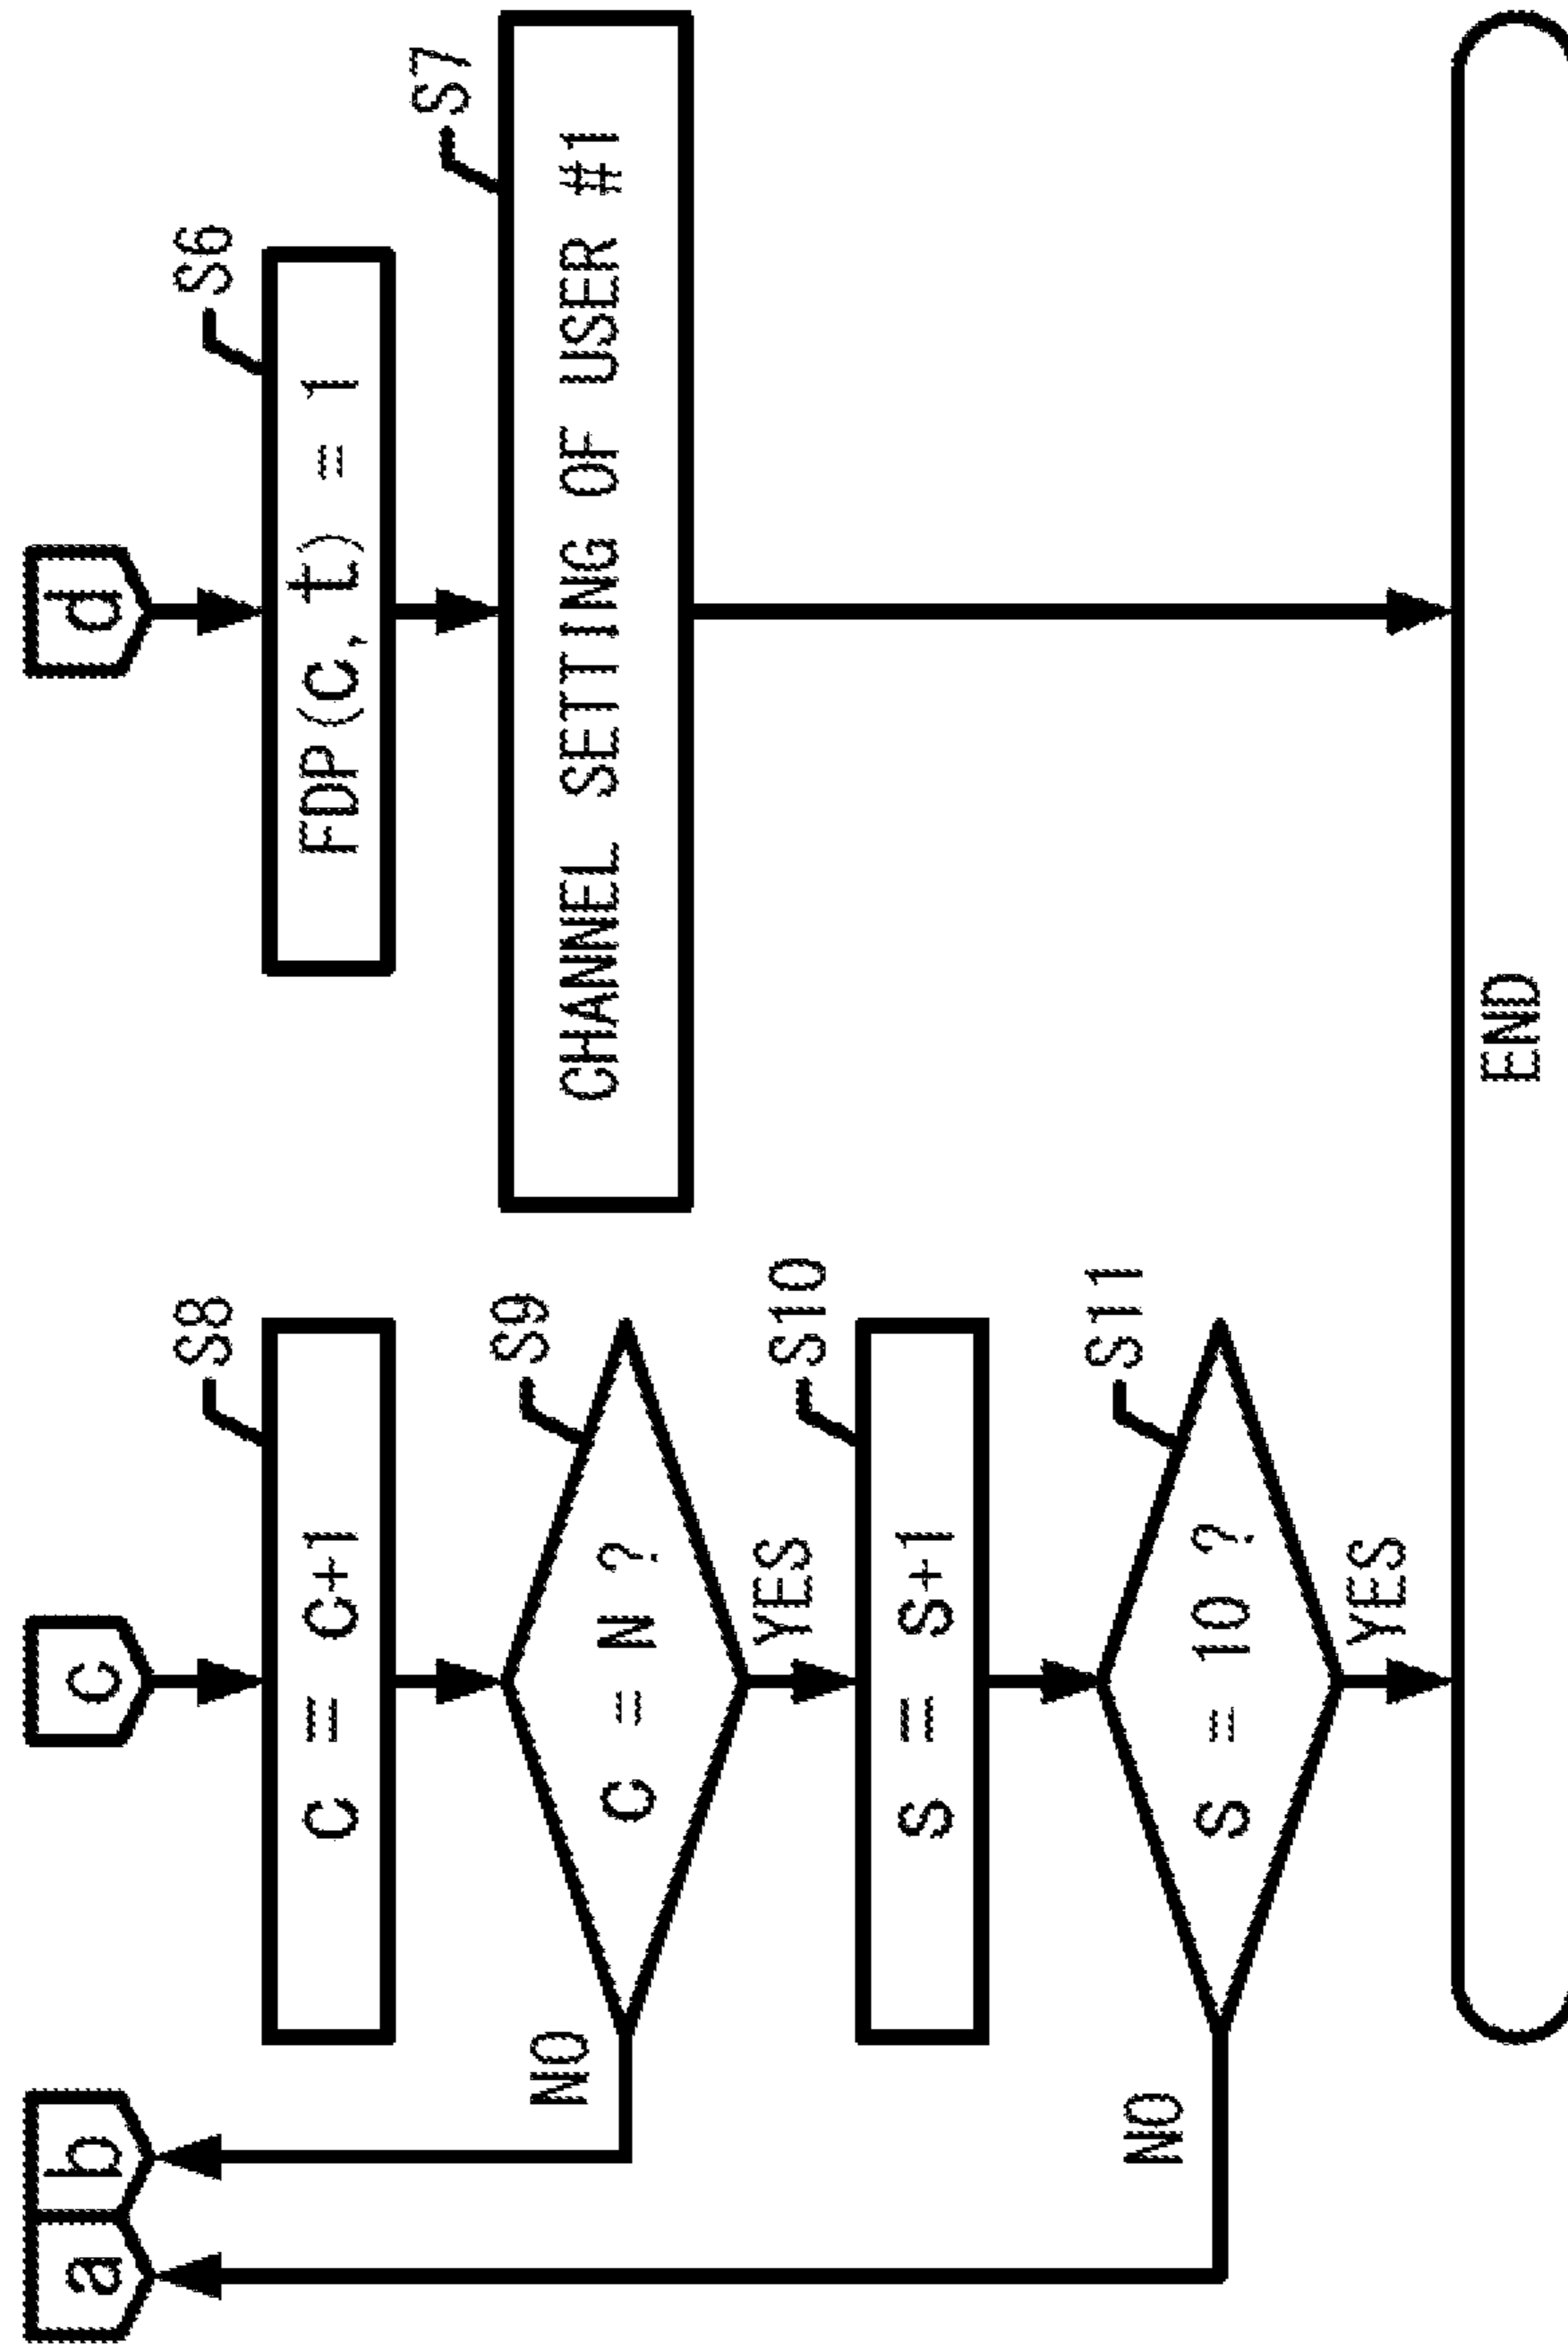 a
b
c
d
S8
C = C+1
S9
C = N ?
NO
YES
S10
S = S+1
S11
S = 10 ?
NO
YES
S6
FDP(c, t) = 1
S7
CHANNEL SETTING OF USER #1
END